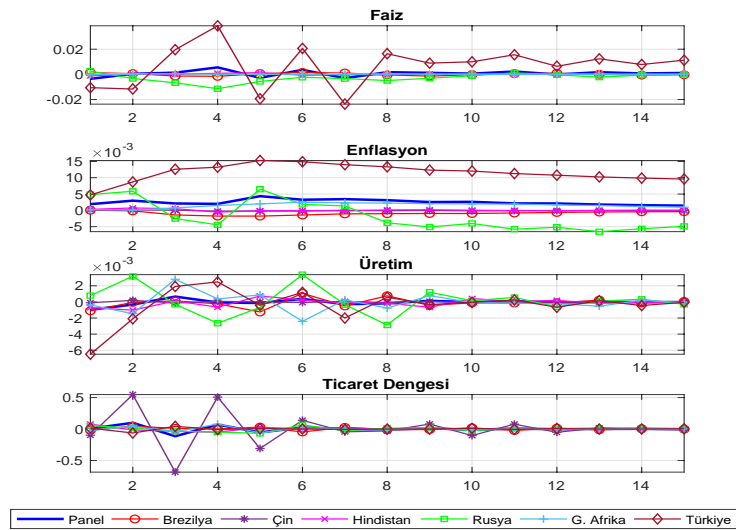 Faiz
0.02
0
-0.02
2 4 6 8 10 12 14
Enflasyon
×10⁻³
15
10
5
0
-5
2 4 6 8 10 12 14
Üretim
×10⁻³
2
0
-2
-4
-6
2 4 6 8 10 12 14
Ticaret Dengesi
0.5
0
-0.5
2 4 6 8 10 12 14
Panel Brezilya Çin Hindistan Rusya G. Afrika Türkiye